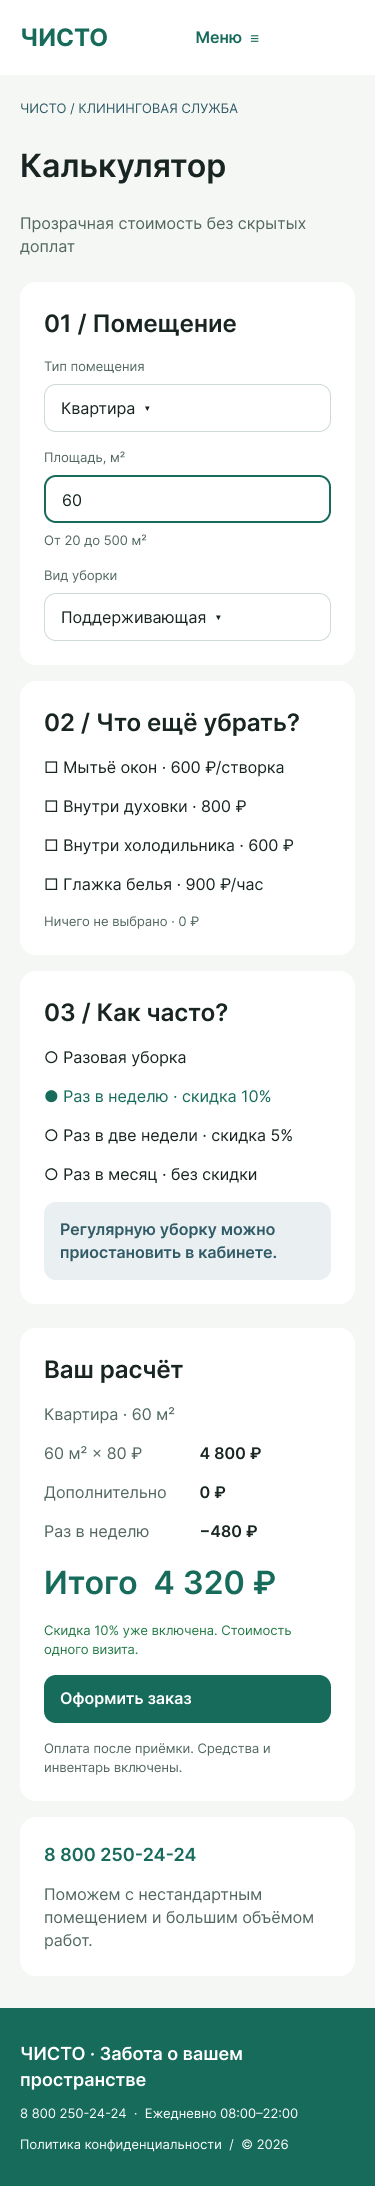 ЧИСТО Меню ≡
ЧИСТО / КЛИНИНГОВАЯ СЛУЖБА
Калькулятор
Прозрачная стоимость без скрытых
доплат
01 / Помещение
Тип помещения
Квартира ▾
Площадь, м²
60
От 20 до 500 м²
Вид уборки
Поддерживающая ▾
02 / Что ещё убрать?
☐ Мытьё окон · 600 ₽/створка
☐ Внутри духовки · 800 ₽
☐ Внутри холодильника · 600 ₽
☐ Глажка белья · 900 ₽/час
Ничего не выбрано · 0 ₽
03 / Как часто?
○ Разовая уборка
● Раз в неделю · скидка 10%
○ Раз в две недели · скидка 5%
○ Раз в месяц · без скидки
Регулярную уборку можно
приостановить в кабинете.
Ваш расчёт
Квартира · 60 м²
60 м² × 80 ₽ 4 800 ₽
Дополнительно 0 ₽
Раз в неделю −480 ₽
Итого 4 320 ₽
Скидка 10% уже включена. Стоимость
одного визита.
Оформить заказ
Оплата после приёмки. Средства и
инвентарь включены.
8 800 250-24-24
Поможем с нестандартным
помещением и большим объёмом
работ.
ЧИСТО · Забота о вашем
пространстве
8 800 250-24-24 · Ежедневно 08:00–22:00
Политика конфиденциальности / © 2026